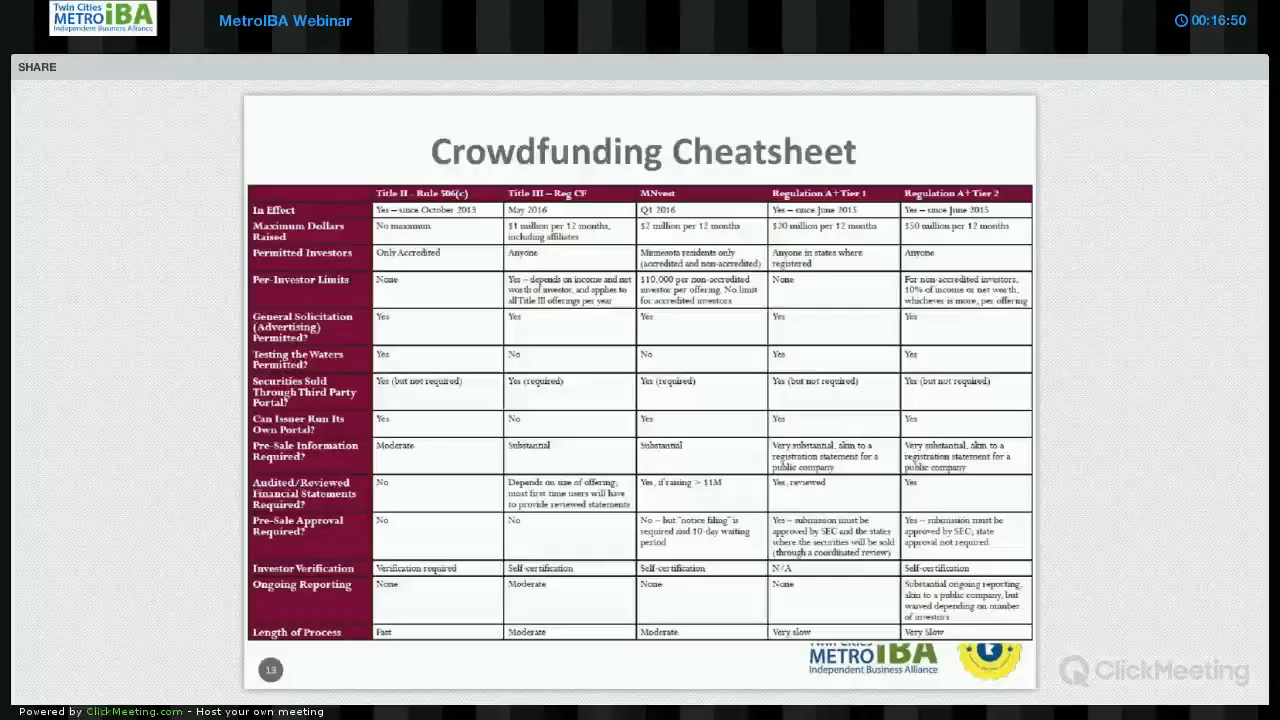 Twin Cities
METROIBA
Independent Business Alliance
MetroIBA Webinar
00:16:50
SHARE
Crowdfunding Cheatsheet
Title II - Rule 506(c) Title III – Reg CF MNvest Regulation A+ Tier 1 Regulation A+ Tier 2
In Effect Yes – since October 2013 May 2016 Q1 2016 Yes – since June 2015 Yes – since June 2015
Maximum Dollars No maximum $1 million per 12 months, $2 million per 12 months $20 million per 12 months $50 million per 12 months
Raised including affiliates
Permitted Investors Only Accredited Anyone Minnesota residents only Anyone in states where Anyone
(accredited and non-accredited) registered
Per-Investor Limits None Yes – depends on income and net $10,000 per non-accredited None For non-accredited investors,
worth of investor, and applies to investor per offering. No limit 10% of income or net worth,
all Title III offerings per year for accredited investors whichever is more, per offering
General Solicitation Yes Yes Yes Yes Yes
(Advertising)
Permitted?
Testing the Waters Yes No No Yes Yes
Permitted?
Securities Sold Yes (but not required) Yes (required) Yes (required) Yes (but not required) Yes (but not required)
Through Third Party
Portal?
Can Issuer Run Its Yes No Yes Yes Yes
Own Portal?
Pre-Sale Information Moderate Substantial Substantial Very substantial, akin to a Very substantial, akin to a
Required? registration statement for a registration statement for a
public company public company
Audited/Reviewed No Depends on size of offering, Yes, if raising > $1M Yes, reviewed Yes
Financial Statements most first time users will have
Required? to provide reviewed statements
Pre-Sale Approval No No No – but "notice filing" is Yes – submission must be Yes – submission must be
Required? required and 10-day waiting approved by SEC and the states approved by SEC, state
period where the securities will be sold approval not required
(through a coordinated review)
Investor Verification Verification required Self-certification Self-certification N/A Self-certification
Ongoing Reporting None Moderate None None Substantial ongoing reporting,
akin to a public company, but
waived depending on number
of investors
Length of Process Fast Moderate Moderate Very slow Very Slow
13
Twin Cities
METROIBA
Independent Business Alliance
ClickMeeting
Powered by ClickMeeting.com - Host your own meeting